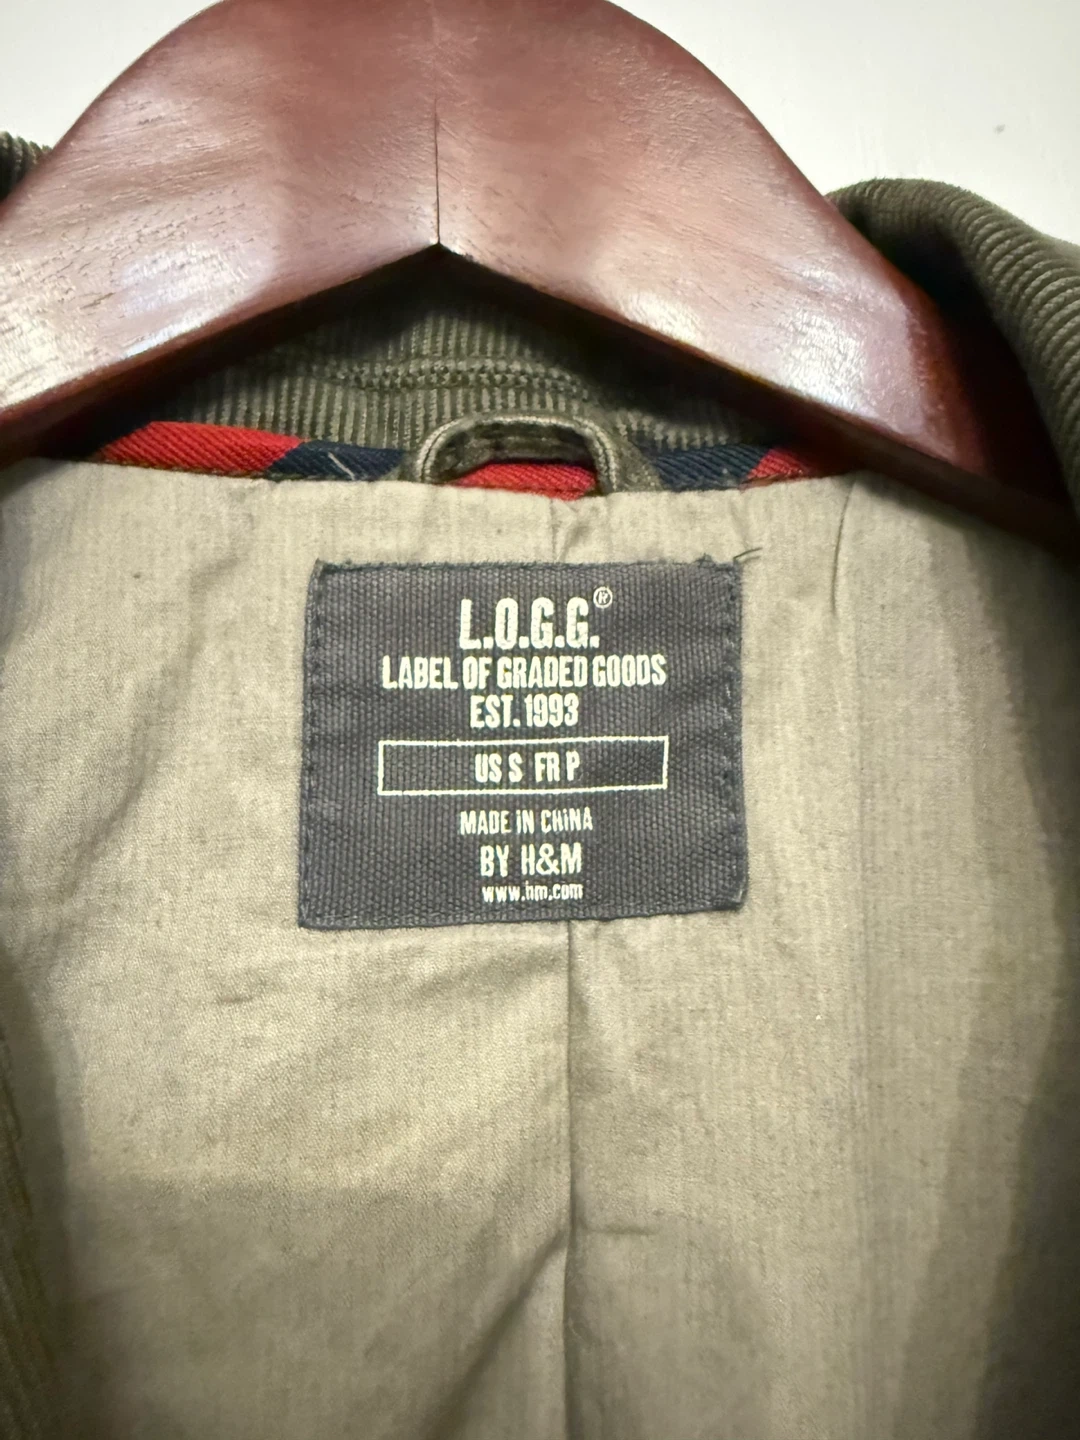 L.O.G.G.®
LABEL OF GRADED GOODS
EST. 1993
US S FR P
MADE IN CHINA
BY H&M
www.hm.com